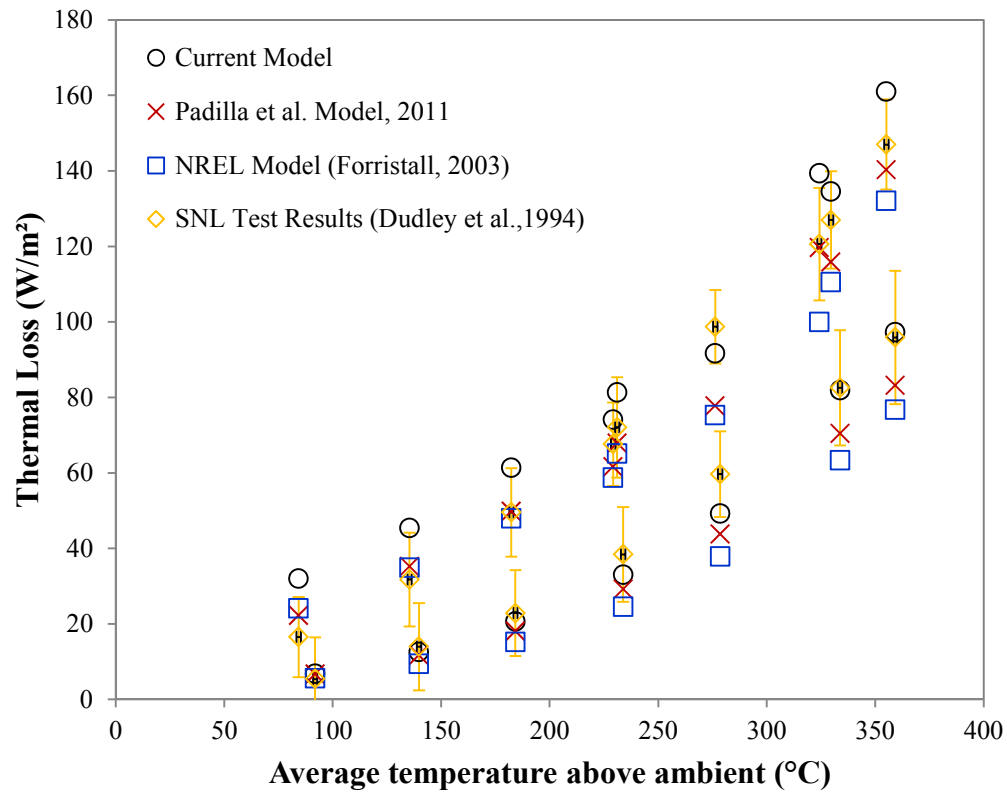 Current Model
Padilla et al. Model, 2011
NREL Model (Forristall, 2003)
SNL Test Results (Dudley et al.,1994)
Thermal Loss (W/m²)
180
160
140
120
100
80
60
40
20
0
0 50 100 150 200 250 300 350 400
Average temperature above ambient (°C)